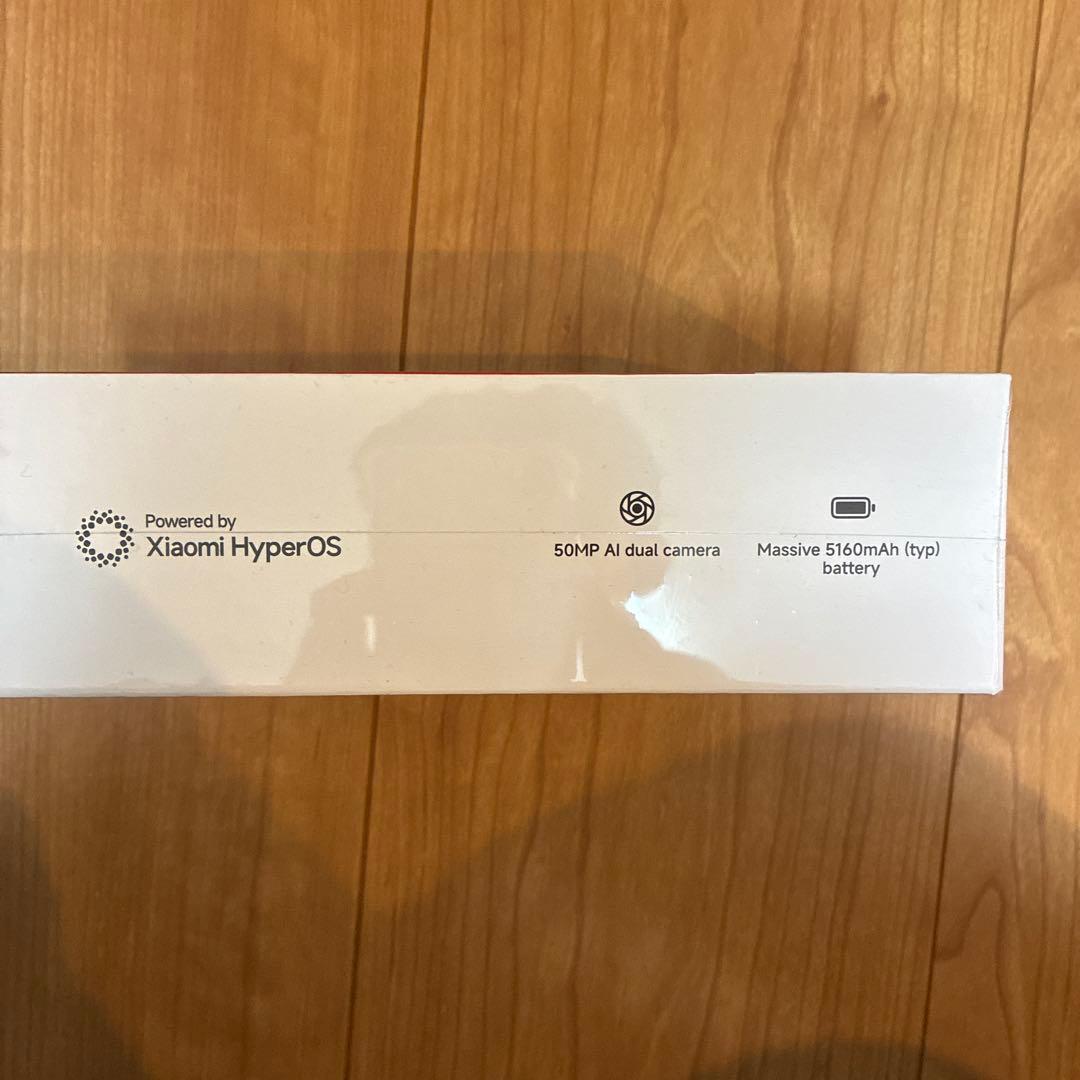 Powered by
Xiaomi HyperOS
50MP AI dual camera
Massive 5160mAh (typ)
battery